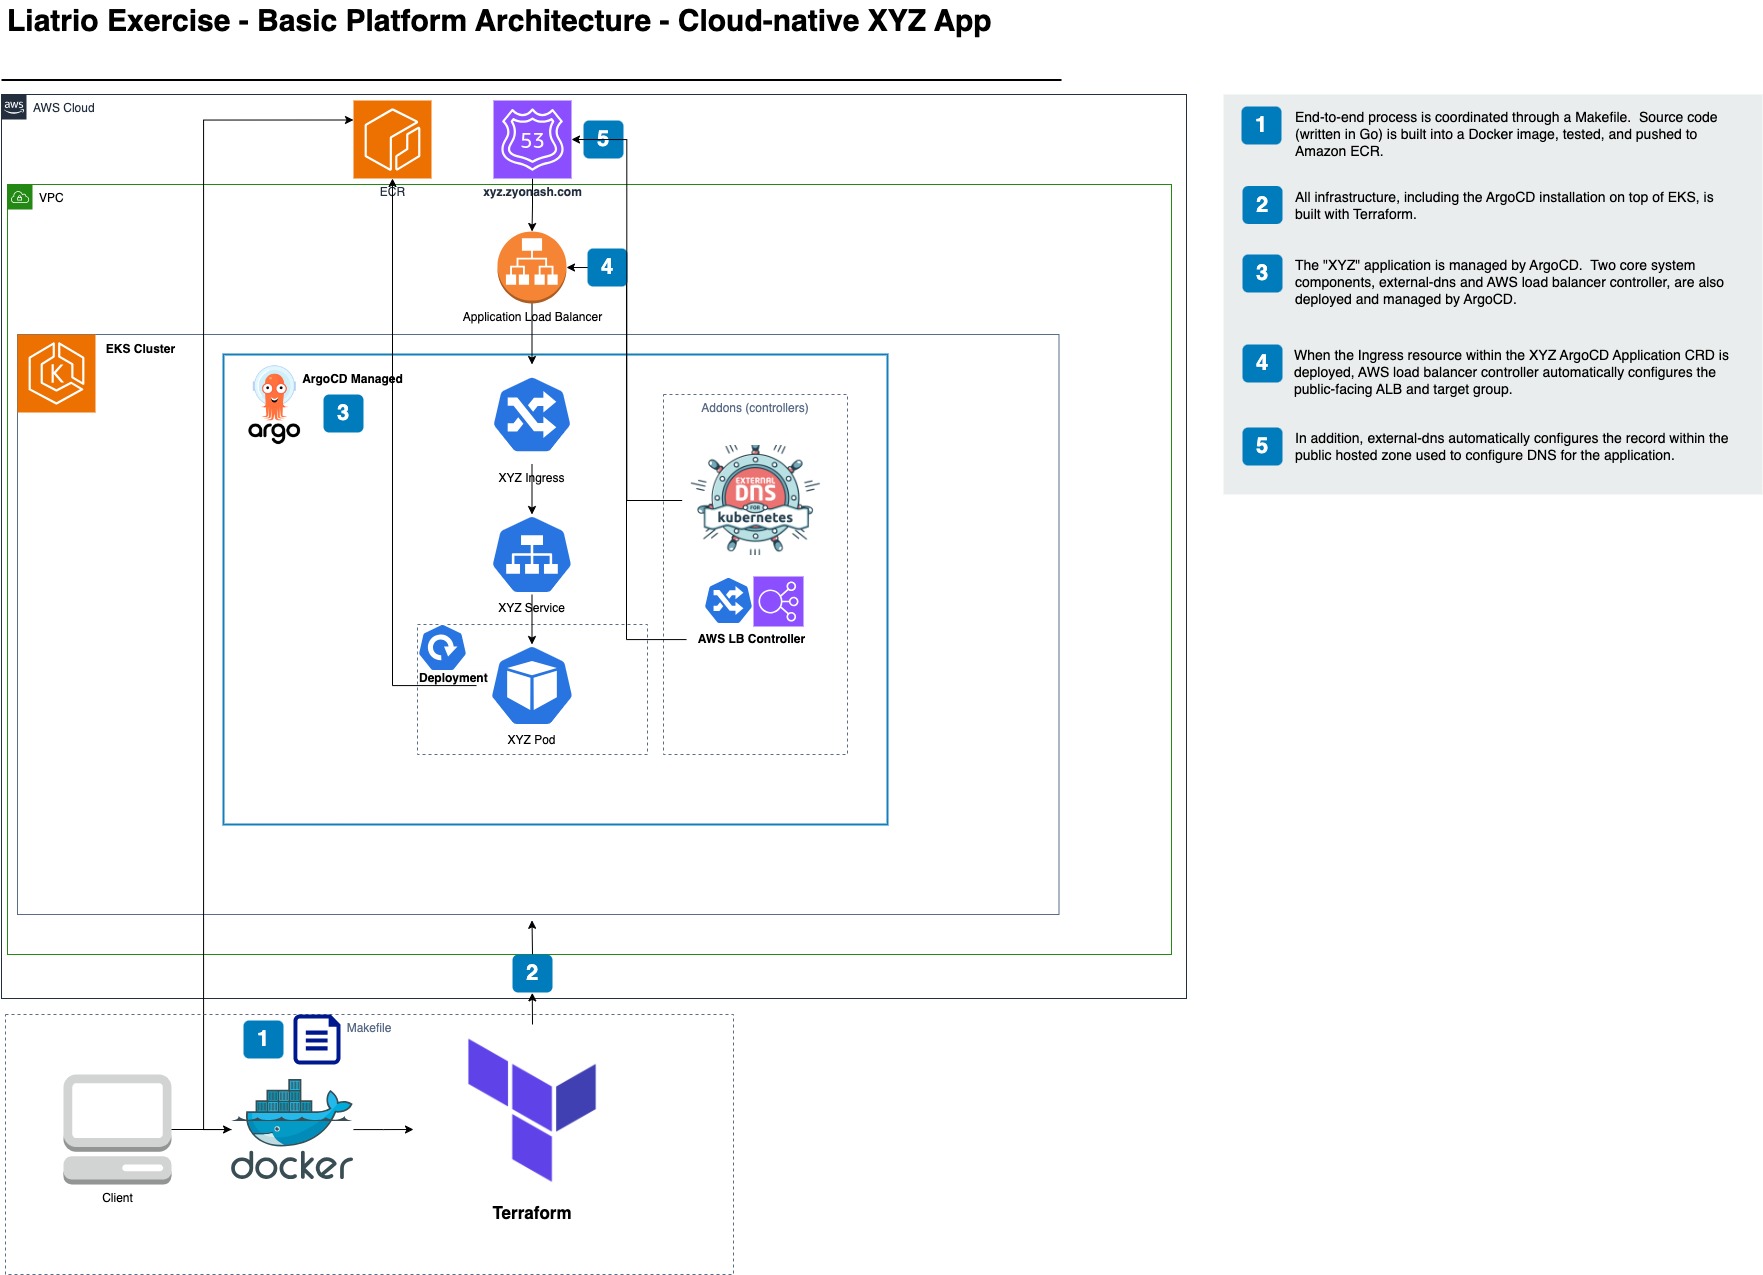 Liatrio Exercise - Basic Platform Architecture - Cloud-native XYZ App
aws
AWS Cloud
ECR
53
xyz.zyonash.com
5
VPC
4
Application Load Balancer
EKS Cluster
K
ArgoCD Managed
argo
3
XYZ Ingress
Addons (controllers)
EXTERNAL
DNS
FOR
kubernetes
XYZ Service
AWS LB Controller
Deployment
XYZ Pod
2
1
Makefile
docker
Client
Terraform
1
End-to-end process is coordinated through a Makefile.  Source code
(written in Go) is built into a Docker image, tested, and pushed to
Amazon ECR.
2
All infrastructure, including the ArgoCD installation on top of EKS, is
built with Terraform.
3
The "XYZ" application is managed by ArgoCD.  Two core system
components, external-dns and AWS load balancer controller, are also
deployed and managed by ArgoCD.
4
When the Ingress resource within the XYZ ArgoCD Application CRD is
deployed, AWS load balancer controller automatically configures the
public-facing ALB and target group.
5
In addition, external-dns automatically configures the record within the
public hosted zone used to configure DNS for the application.